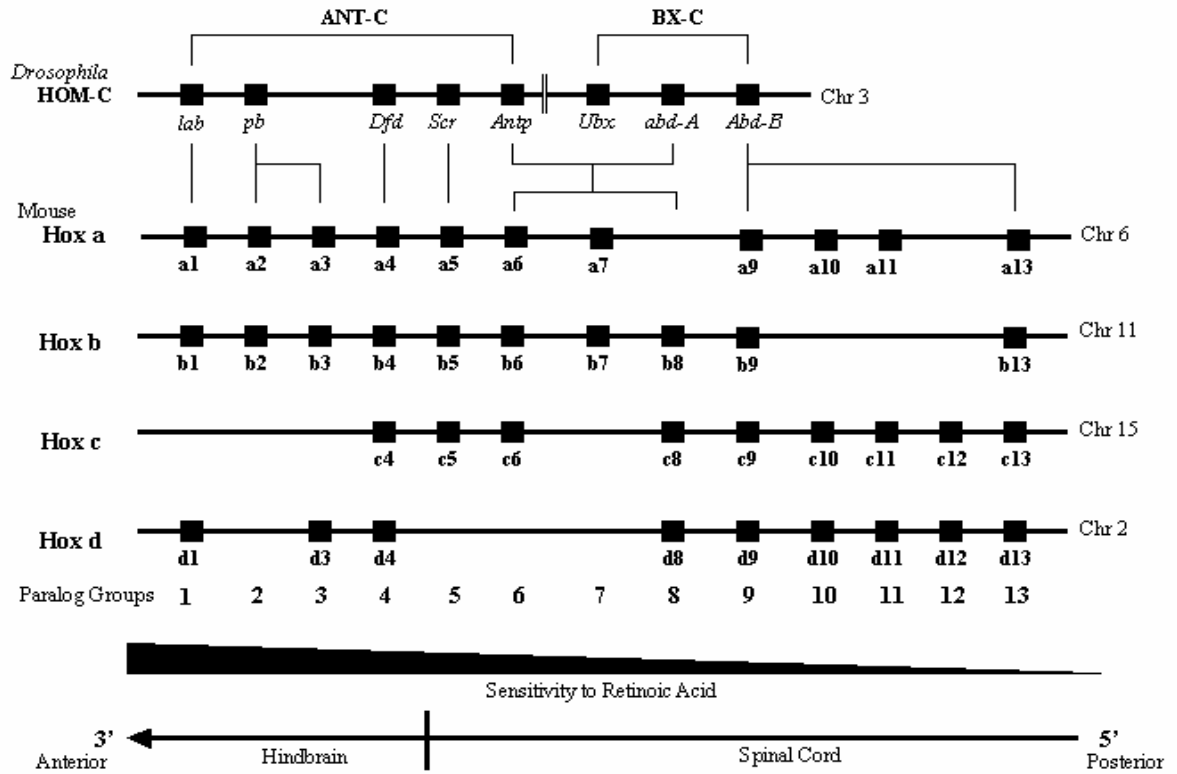 ANT-C BX-C
Drosophila
HOM-C Chr 3
lab pb Dfd Scr Antp Ubx abd-A Abd-B
Mouse
Hox a Chr 6
a1 a2 a3 a4 a5 a6 a7 a9 a10 a11 a13
Hox b Chr 11
b1 b2 b3 b4 b5 b6 b7 b8 b9 b13
Hox c Chr 15
c4 c5 c6 c8 c9 c10 c11 c12 c13
Hox d Chr 2
d1 d3 d4 d8 d9 d10 d11 d12 d13
Paralog Groups 1 2 3 4 5 6 7 8 9 10 11 12 13
Sensitivity to Retinoic Acid
3’ 5’
Anterior Hindbrain Spinal Cord Posterior